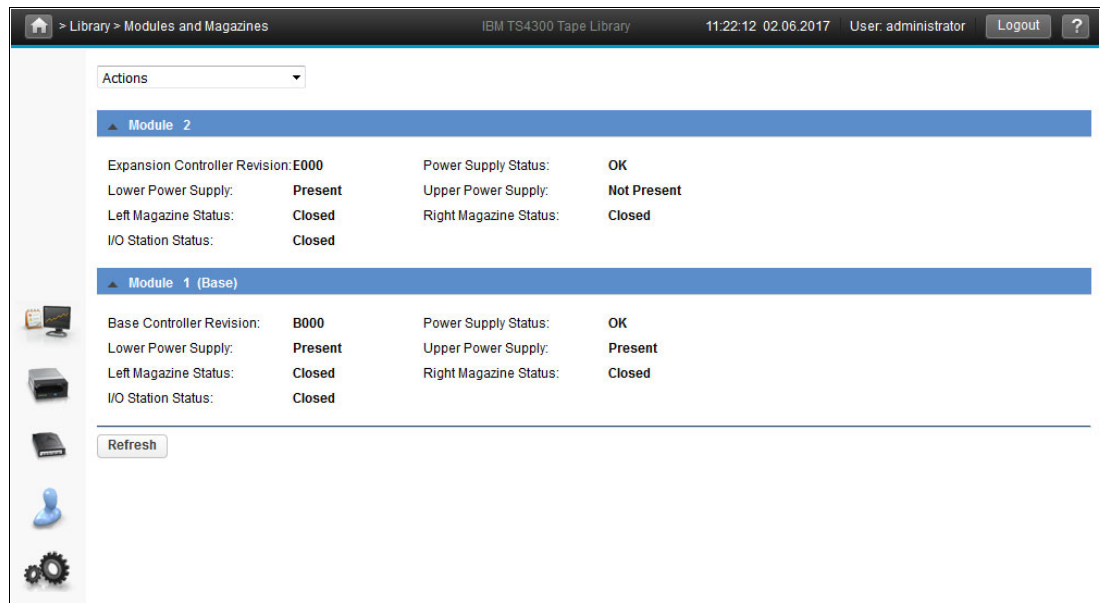 > Library > Modules and Magazines IBM TS4300 Tape Library 11:22:12 02.06.2017 User: administrator Logout ?
Actions
Module 2
Expansion Controller Revision: E000 Power Supply Status: OK
Lower Power Supply: Present Upper Power Supply: Not Present
Left Magazine Status: Closed Right Magazine Status: Closed
I/O Station Status: Closed
Module 1 (Base)
Base Controller Revision: B000 Power Supply Status: OK
Lower Power Supply: Present Upper Power Supply: Present
Left Magazine Status: Closed Right Magazine Status: Closed
I/O Station Status: Closed
Refresh